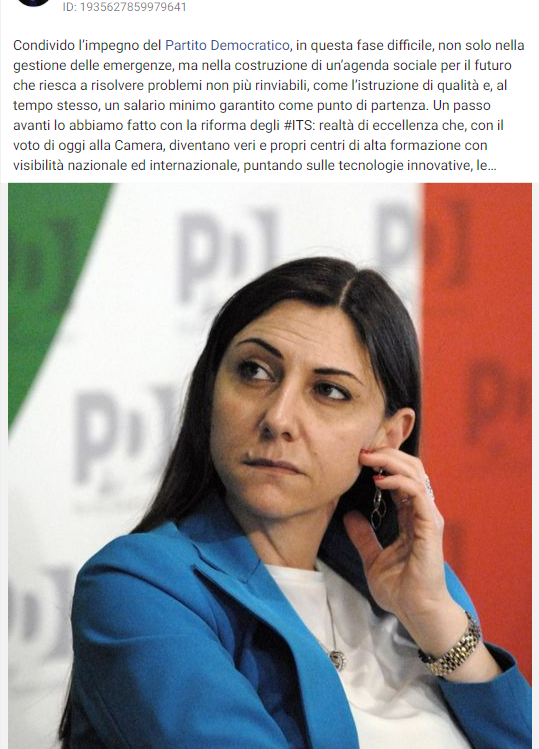 ID: 1935627859979641
Condivido l'impegno del Partito Democratico, in questa fase difficile, non solo nella
gestione delle emergenze, ma nella costruzione di un'agenda sociale per il futuro
che riesca a risolvere problemi non più rinviabili, come l'istruzione di qualità e, al
tempo stesso, un salario minimo garantito come punto di partenza. Un passo
avanti lo abbiamo fatto con la riforma degli #ITS: realtà di eccellenza che, con il
voto di oggi alla Camera, diventano veri e propri centri di alta formazione con
visibilità nazionale ed internazionale, puntando sulle tecnologie innovative, le...
PD
PD
PD
PD